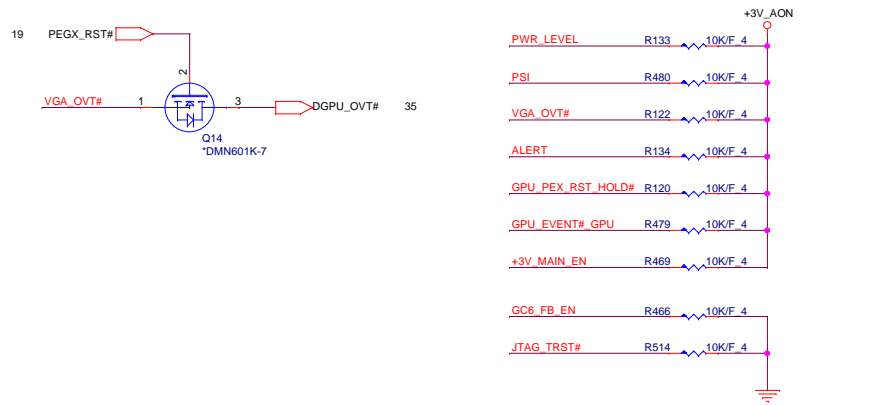 19 PEGX_RST#
2
VGA_OVT# 1 3 DGPU_OVT# 35
Q14
*DMN601K-7
+3V_AON
PWR_LEVEL R133 10K/F_4
PSI R480 10K/F_4
VGA_OVT# R122 10K/F_4
ALERT R134 10K/F_4
GPU_PEX_RST_HOLD# R120 10K/F_4
GPU_EVENT#_GPU R479 10K/F_4
+3V_MAIN_EN R469 10K/F_4
GC6_FB_EN R466 10K/F_4
JTAG_TRST# R514 10K/F_4